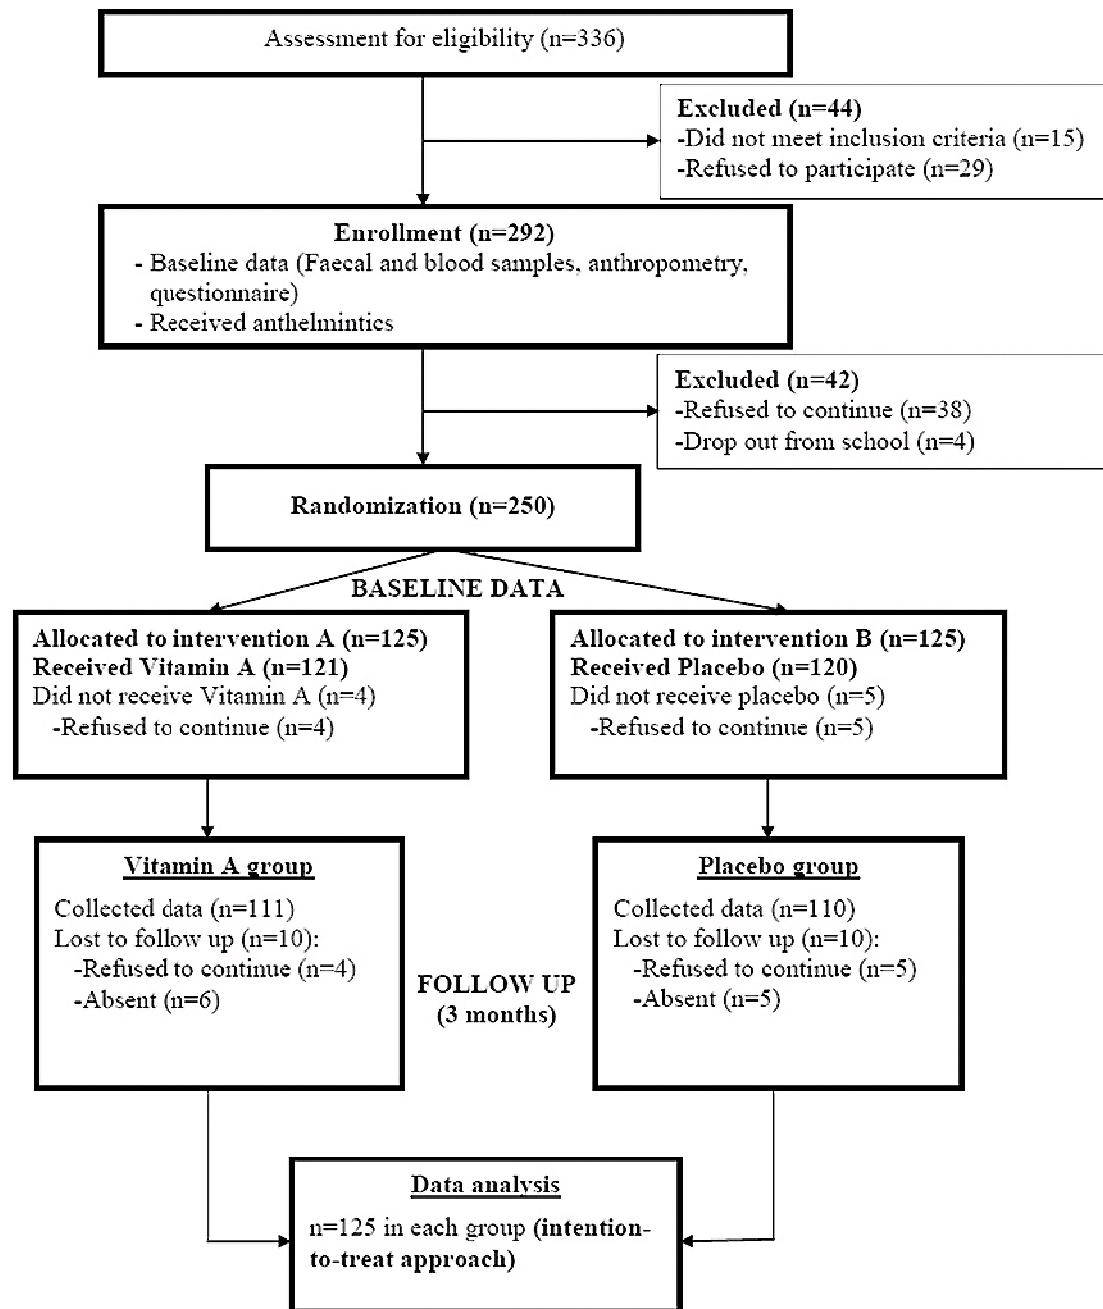 Assessment for eligibility (n=336)
Excluded (n=44)
-Did not meet inclusion criteria (n=15)
-Refused to participate (n=29)
Enrollment (n=292)
- Baseline data (Faecal and blood samples, anthropometry,
questionnaire)
- Received anthelmintics
Excluded (n=42)
-Refused to continue (n=38)
-Drop out from school (n=4)
Randomization (n=250)
BASELINE DATA
Allocated to intervention A (n=125)
Received Vitamin A (n=121)
Did not receive Vitamin A (n=4)
-Refused to continue (n=4)
Allocated to intervention B (n=125)
Received Placebo (n=120)
Did not receive placebo (n=5)
-Refused to continue (n=5)
Vitamin A group
Collected data (n=111)
Lost to follow up (n=10):
-Refused to continue (n=4)
-Absent (n=6)
FOLLOW UP
(3 months)
Placebo group
Collected data (n=110)
Lost to follow up (n=10):
-Refused to continue (n=5)
-Absent (n=5)
Data analysis
n=125 in each group (intention-
to-treat approach)